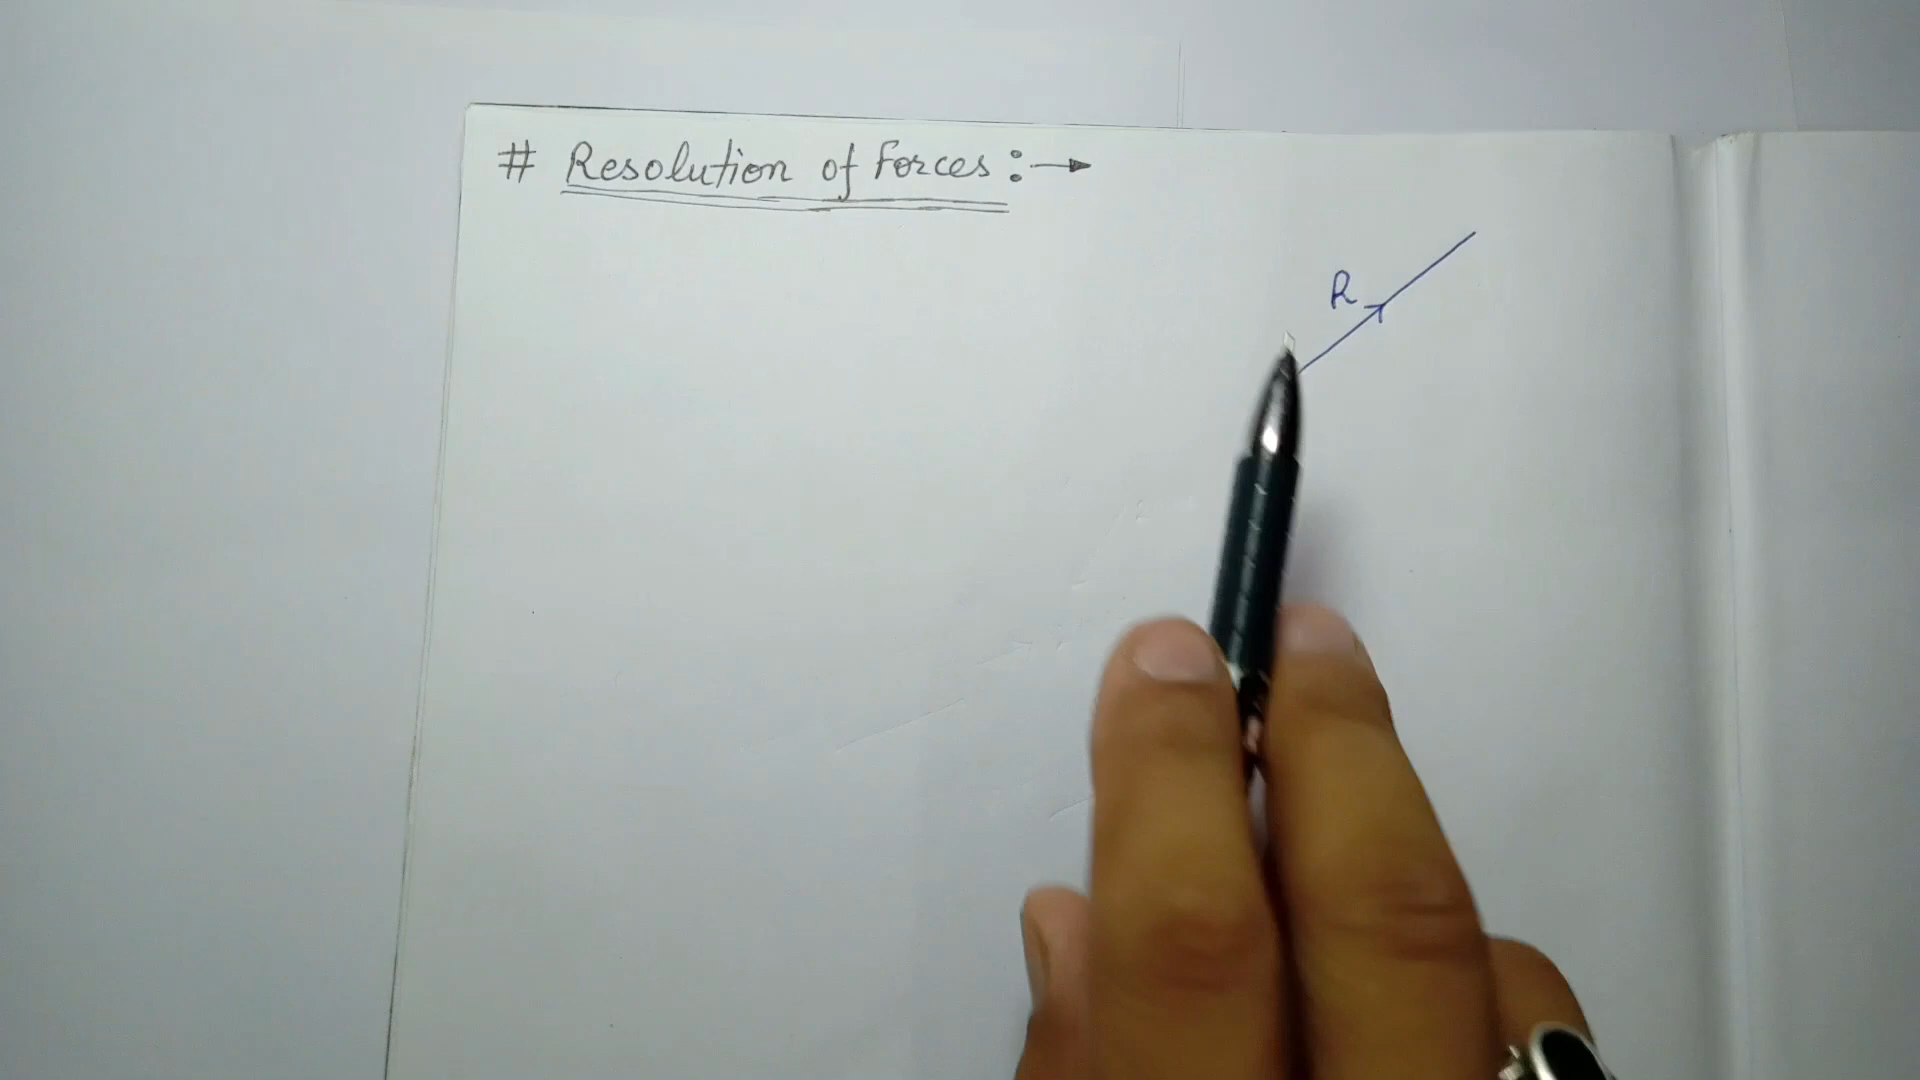 # Resolution of Forces :→
R